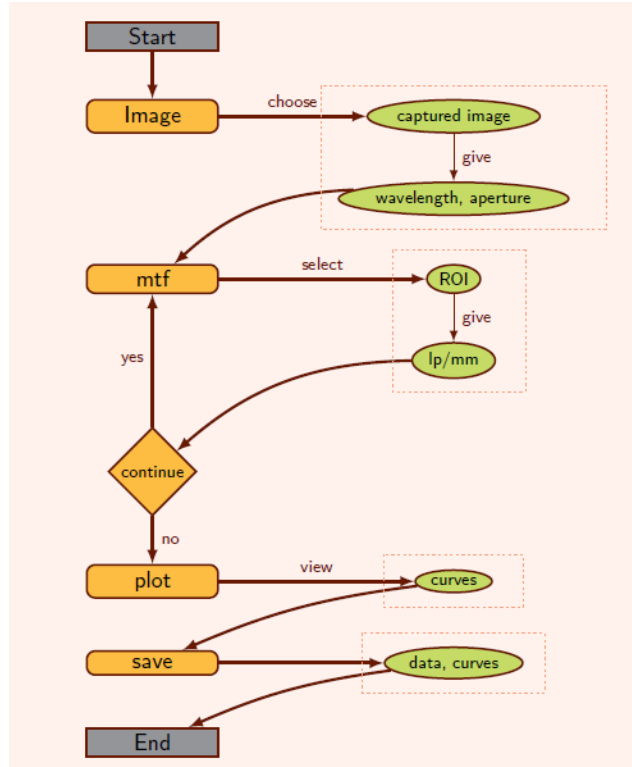 Start
Image
choose
captured image
give
wavelength, aperture
mtf
select
ROI
give
lp/mm
yes
continue
no
plot
view
curves
save
data, curves
End